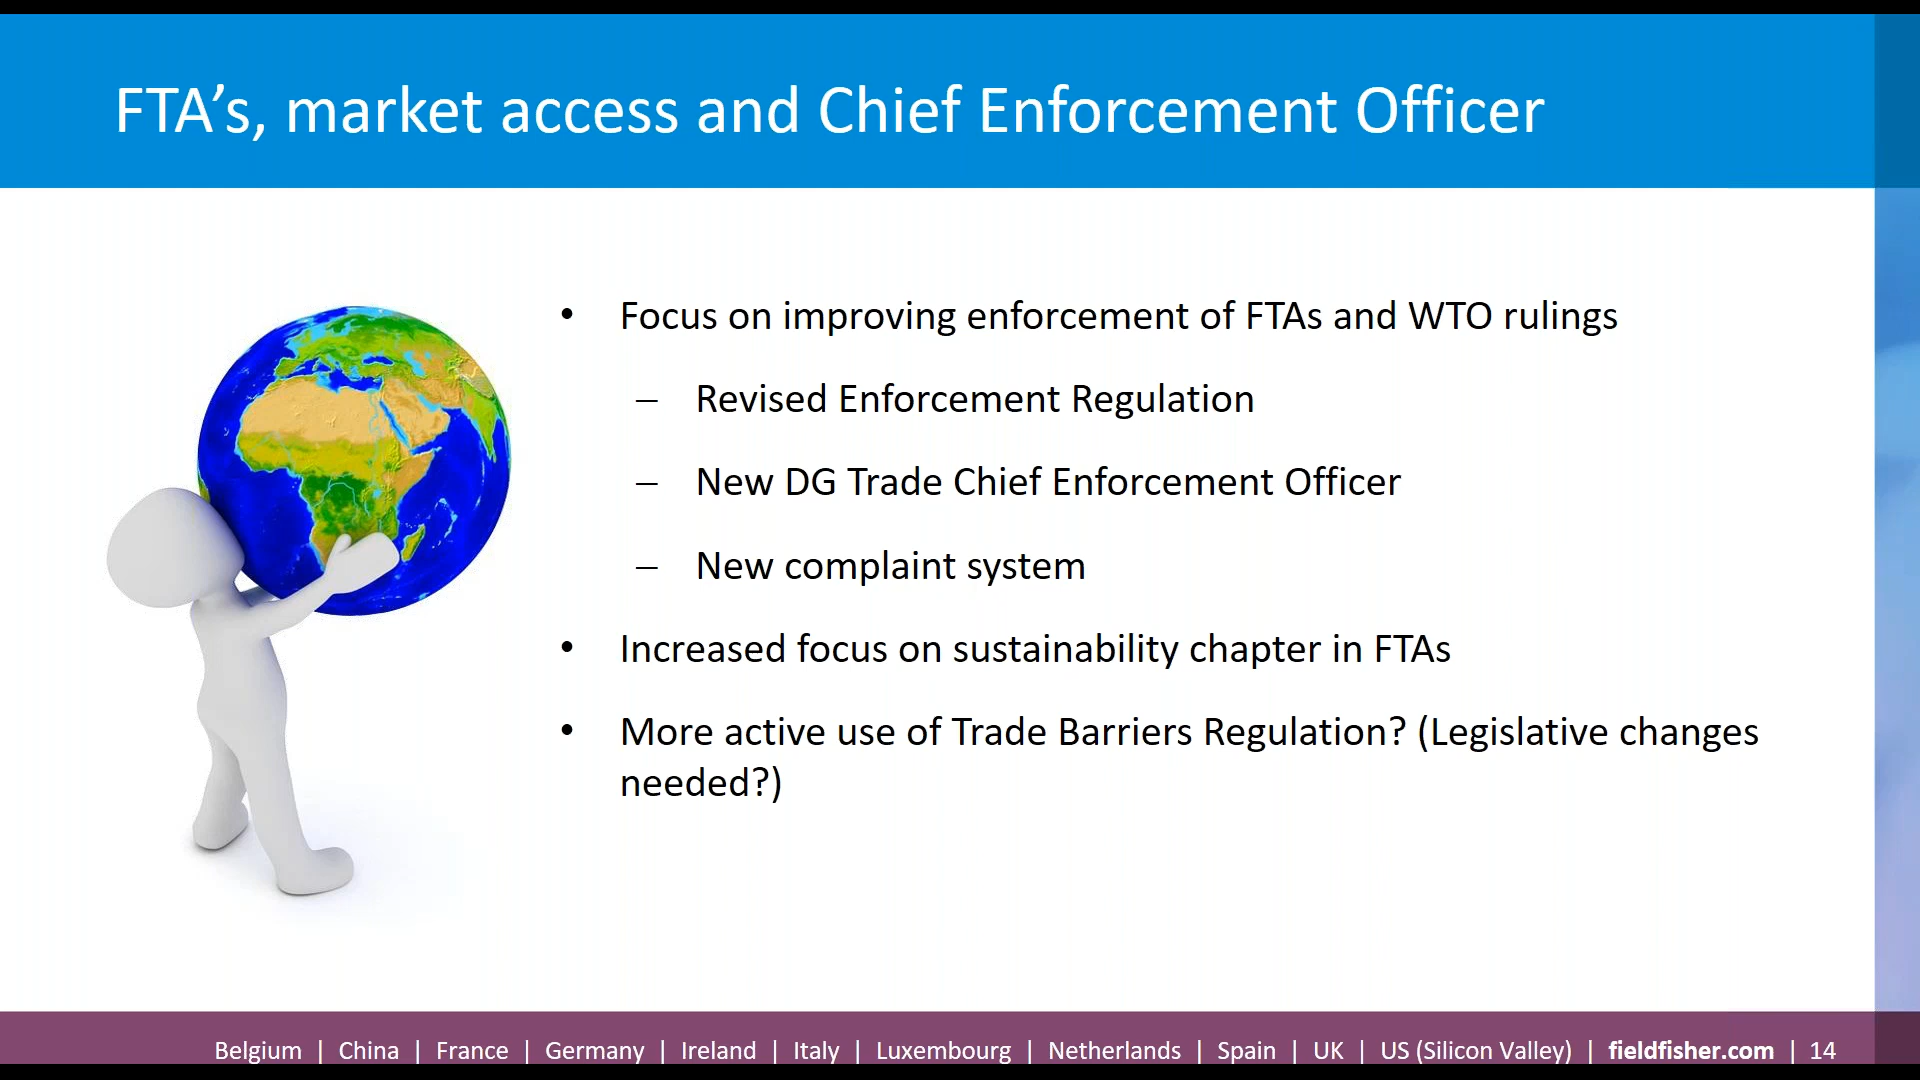 FTA’s, market access and Chief Enforcement Officer
• Focus on improving enforcement of FTAs and WTO rulings
– Revised Enforcement Regulation
– New DG Trade Chief Enforcement Officer
– New complaint system
• Increased focus on sustainability chapter in FTAs
• More active use of Trade Barriers Regulation? (Legislative changes
needed?)
Belgium | China | France | Germany | Ireland | Italy | Luxembourg | Netherlands | Spain | UK | US (Silicon Valley) | fieldfisher.com | 14